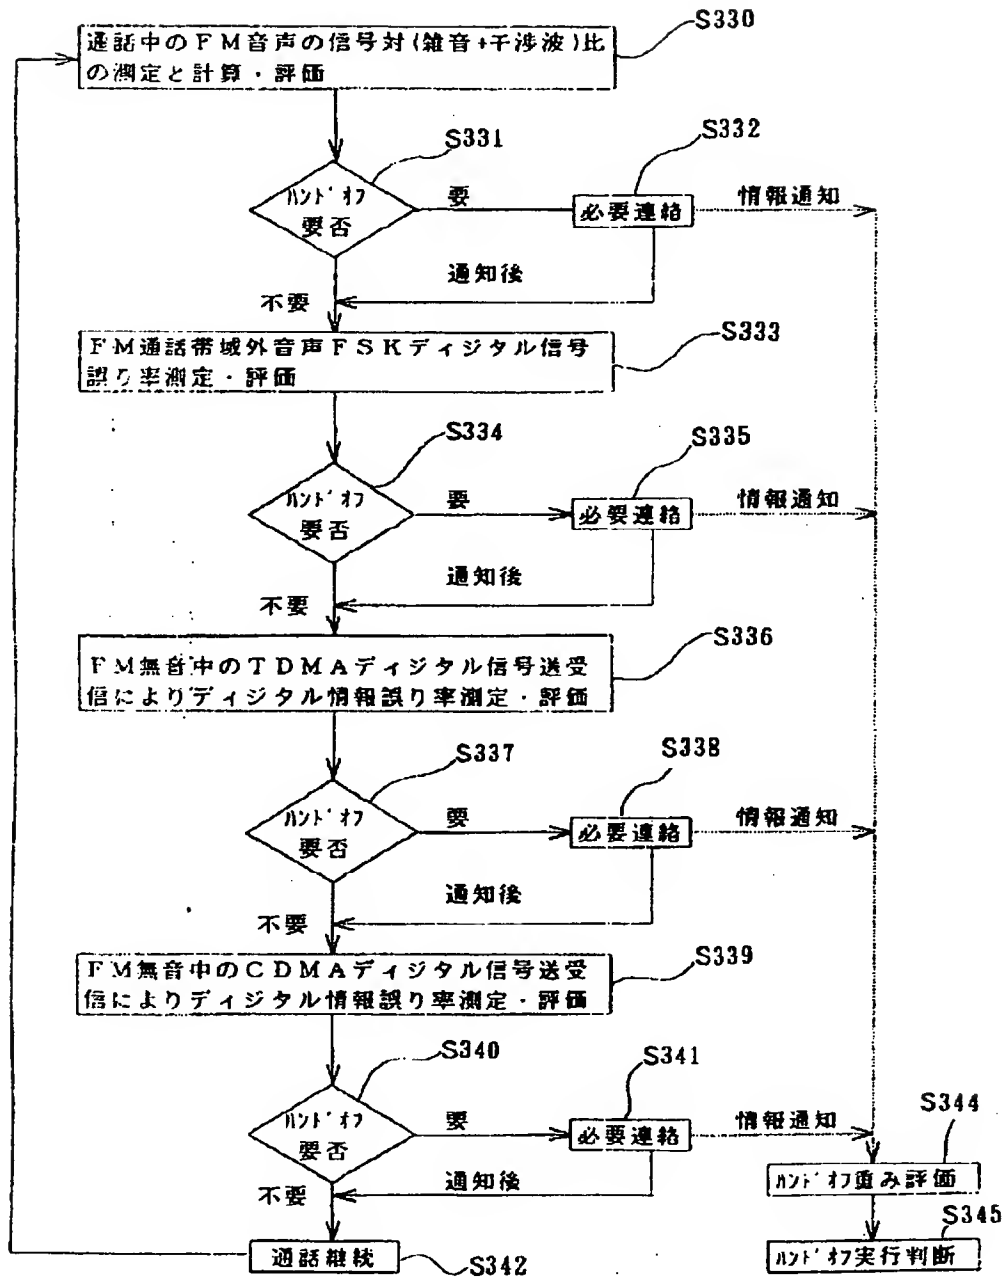 S330
通話中のFM音声の信号対(雑音+干渉波)比
の測定と計算・評価
S331
S332
ハンドオフ
要否
要
必要連絡
情報通知
通知後
不要
S333
FM通話帯域外音声FSKディジタル信号
誤り率測定・評価
S334
S335
ハンドオフ
要否
要
必要連絡
情報通知
通知後
不要
S336
FM無音中のTDMAディジタル信号送受
信によりディジタル情報誤り率測定・評価
S337
S338
ハンドオフ
要否
要
必要連絡
情報通知
通知後
不要
S339
FM無音中のCDMAディジタル信号送受
信によりディジタル情報誤り率測定・評価
S340
S341
ハンドオフ
要否
要
必要連絡
情報通知
通知後
不要
S344
ハンドオフ重み評価
S345
通話継続
S342
ハンドオフ実行判断